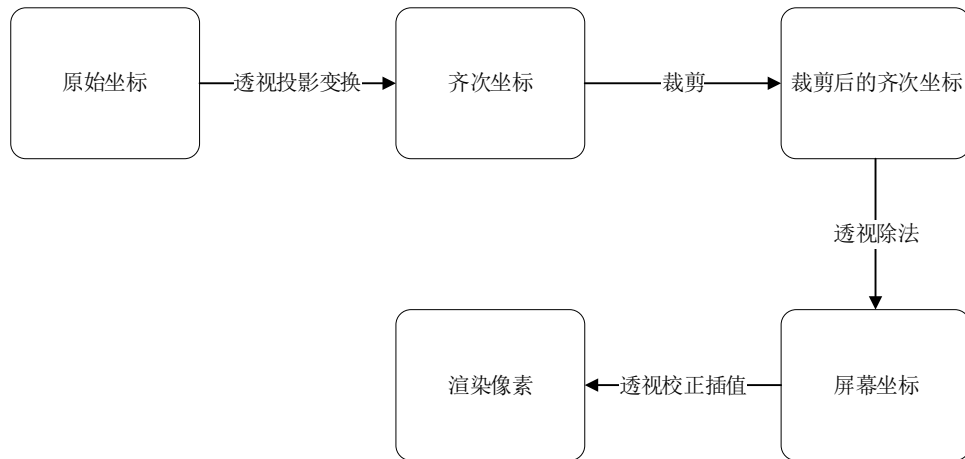 原始坐标
透视投影变换
齐次坐标
裁剪
裁剪后的齐次坐标
透视除法
屏幕坐标
透视校正插值
渲染像素